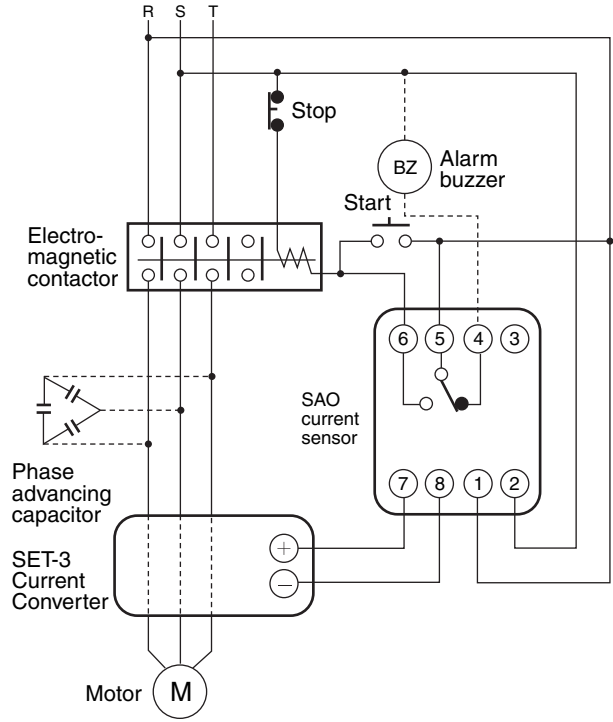 R S T
Stop
BZ
Alarm
buzzer
Start
Electro-
magnetic
contactor
6 5 4 3
SAO
current
sensor
7 8 1 2
Phase
advancing
capacitor
SET-3
Current
Converter
+
−
Motor
M